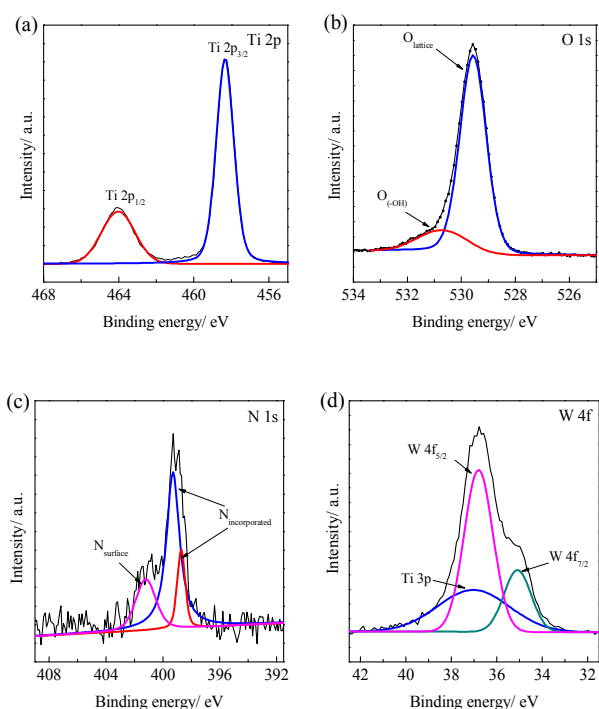 (a)
Ti 2p
Ti 2p3/2
Ti 2p1/2
Intensity/ a.u.
468 464 460 456
Binding energy/ eV
(b)
O 1s
Olattice
O(-OH)
Intensity/ a.u.
534 532 530 528 526
Binding energy/ eV
(c)
N 1s
Nincorporated
Nsurface
Intensity/ a.u.
408 404 400 396 392
Binding energy/ eV
(d)
W 4f
W 4f5/2
W 4f7/2
Ti 3p
Intensity/ a.u.
42 40 38 36 34 32
Binding energy/ eV